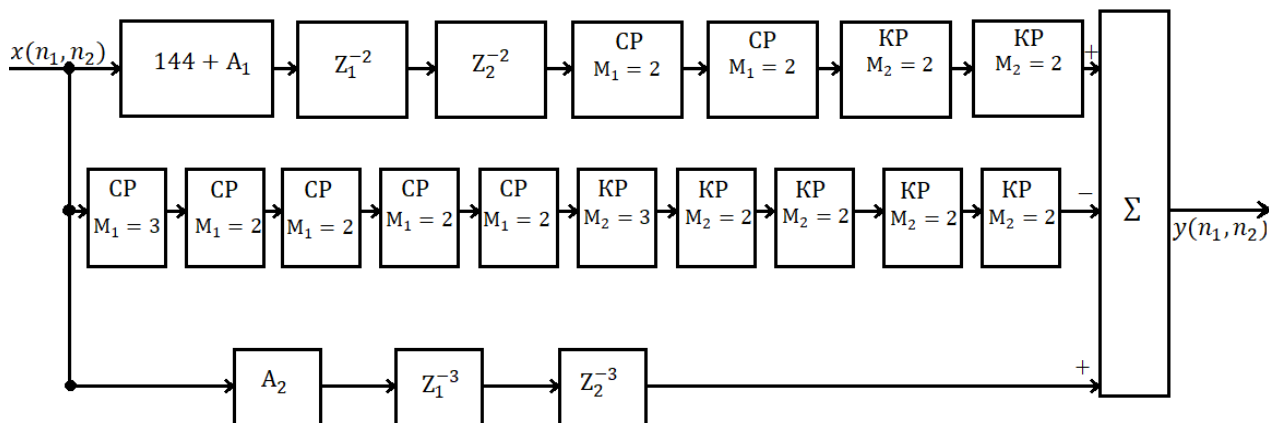 x(n₁,n₂)
144 + A₁
Z₁⁻²
Z₂⁻²
СР
M₁ = 2
СР
M₁ = 2
КР
M₂ = 2
КР
M₂ = 2
+
СР
M₁ = 3
СР
M₁ = 2
СР
M₁ = 2
СР
M₁ = 2
СР
M₁ = 2
КР
M₂ = 3
КР
M₂ = 2
КР
M₂ = 2
КР
M₂ = 2
КР
M₂ = 2
−
Σ
y(n₁,n₂)
A₂
Z₁⁻³
Z₂⁻³
+